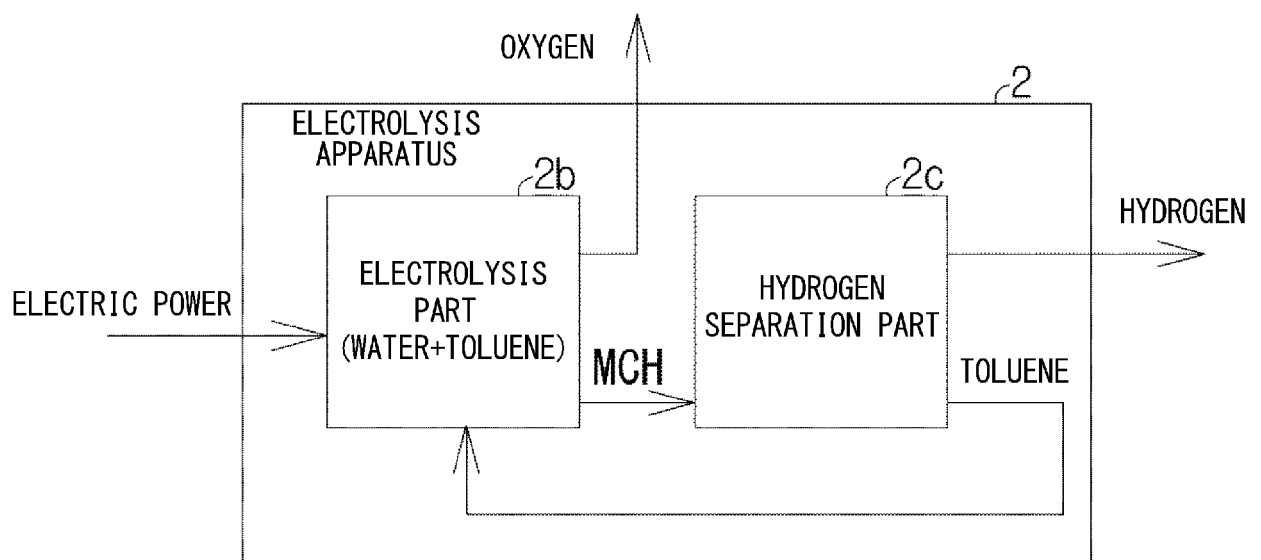 OXYGEN
2
ELECTROLYSIS
APPARATUS
2b
2c
HYDROGEN
ELECTRIC POWER
ELECTROLYSIS
PART
(WATER+TOLUENE)
HYDROGEN
SEPARATION PART
MCH
TOLUENE